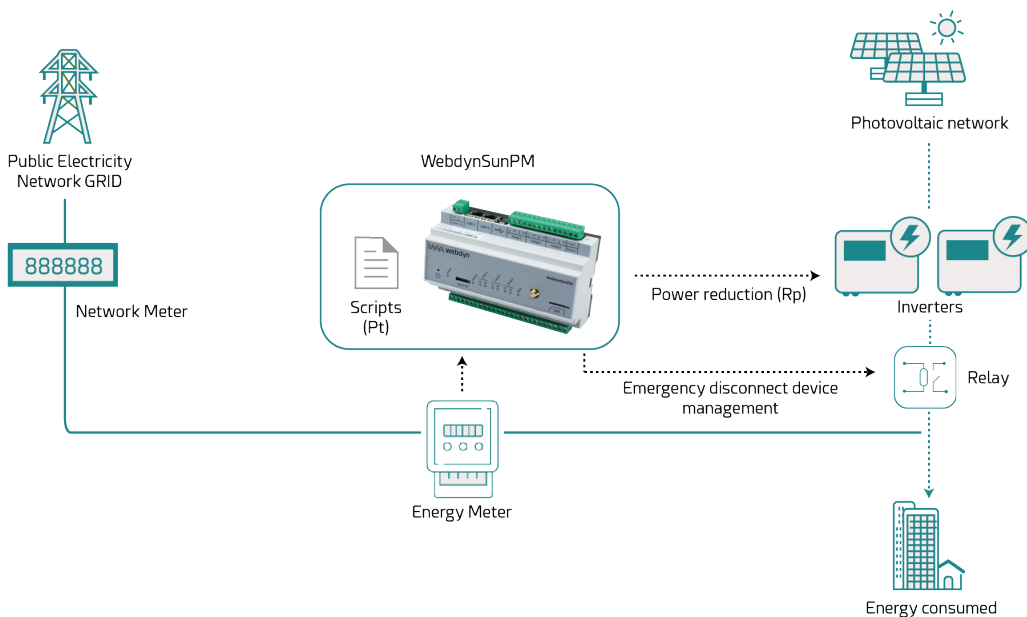 Public Electricity
Network GRID
888888
Network Meter
WebdynSunPM
Scripts
(Pt)
webdyn
Energy Meter
Power reduction (Rp)
Emergency disconnect device
management
Photovoltaic network
Inverters
Relay
Energy consumed